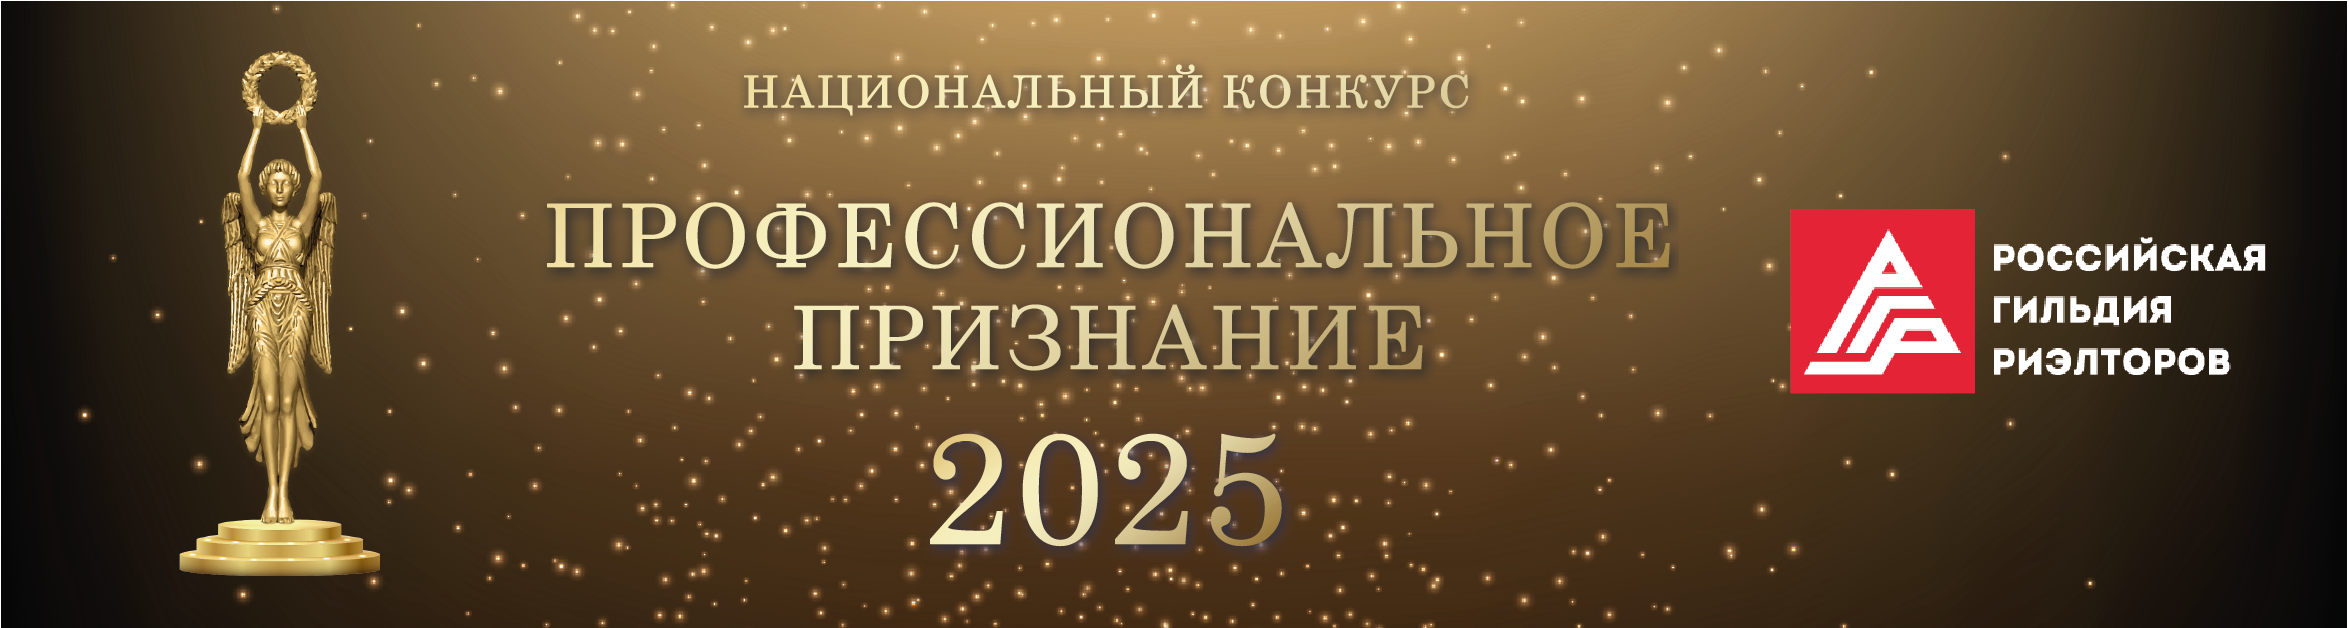 НАЦИОНАЛЬНЫЙ КОНКУРС
ПРОФЕССИОНАЛЬНОЕ
ПРИЗНАНИЕ
2025
РОССИЙСКАЯ
ГИЛЬДИЯ
РИЭЛТОРОВ